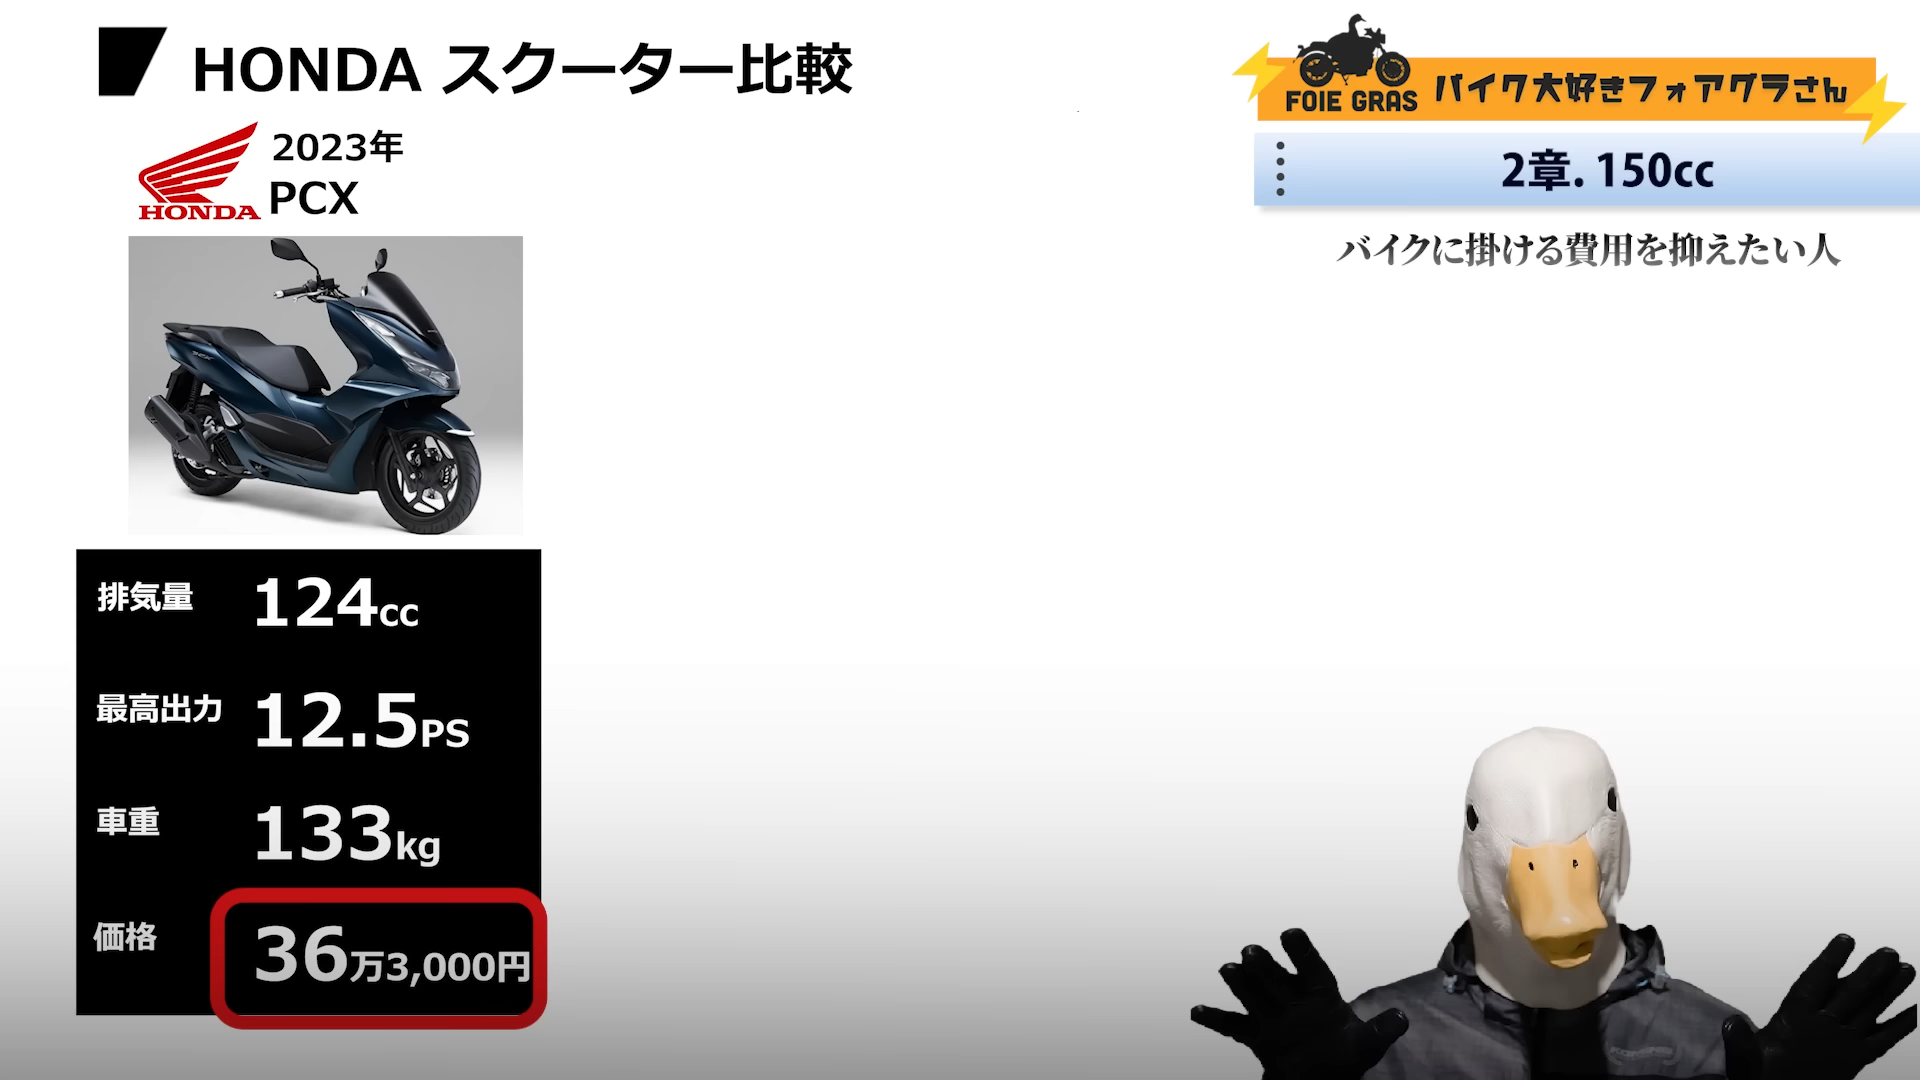 HONDA スクーター比較
HONDA
2023年
PCX
排気量 124cc
最高出力 12.5PS
車重 133kg
価格 36万3,000円
FOIE GRAS
バイク大好きフォアグラさん
2章. 150cc
バイクに掛ける費用を抑えたい人